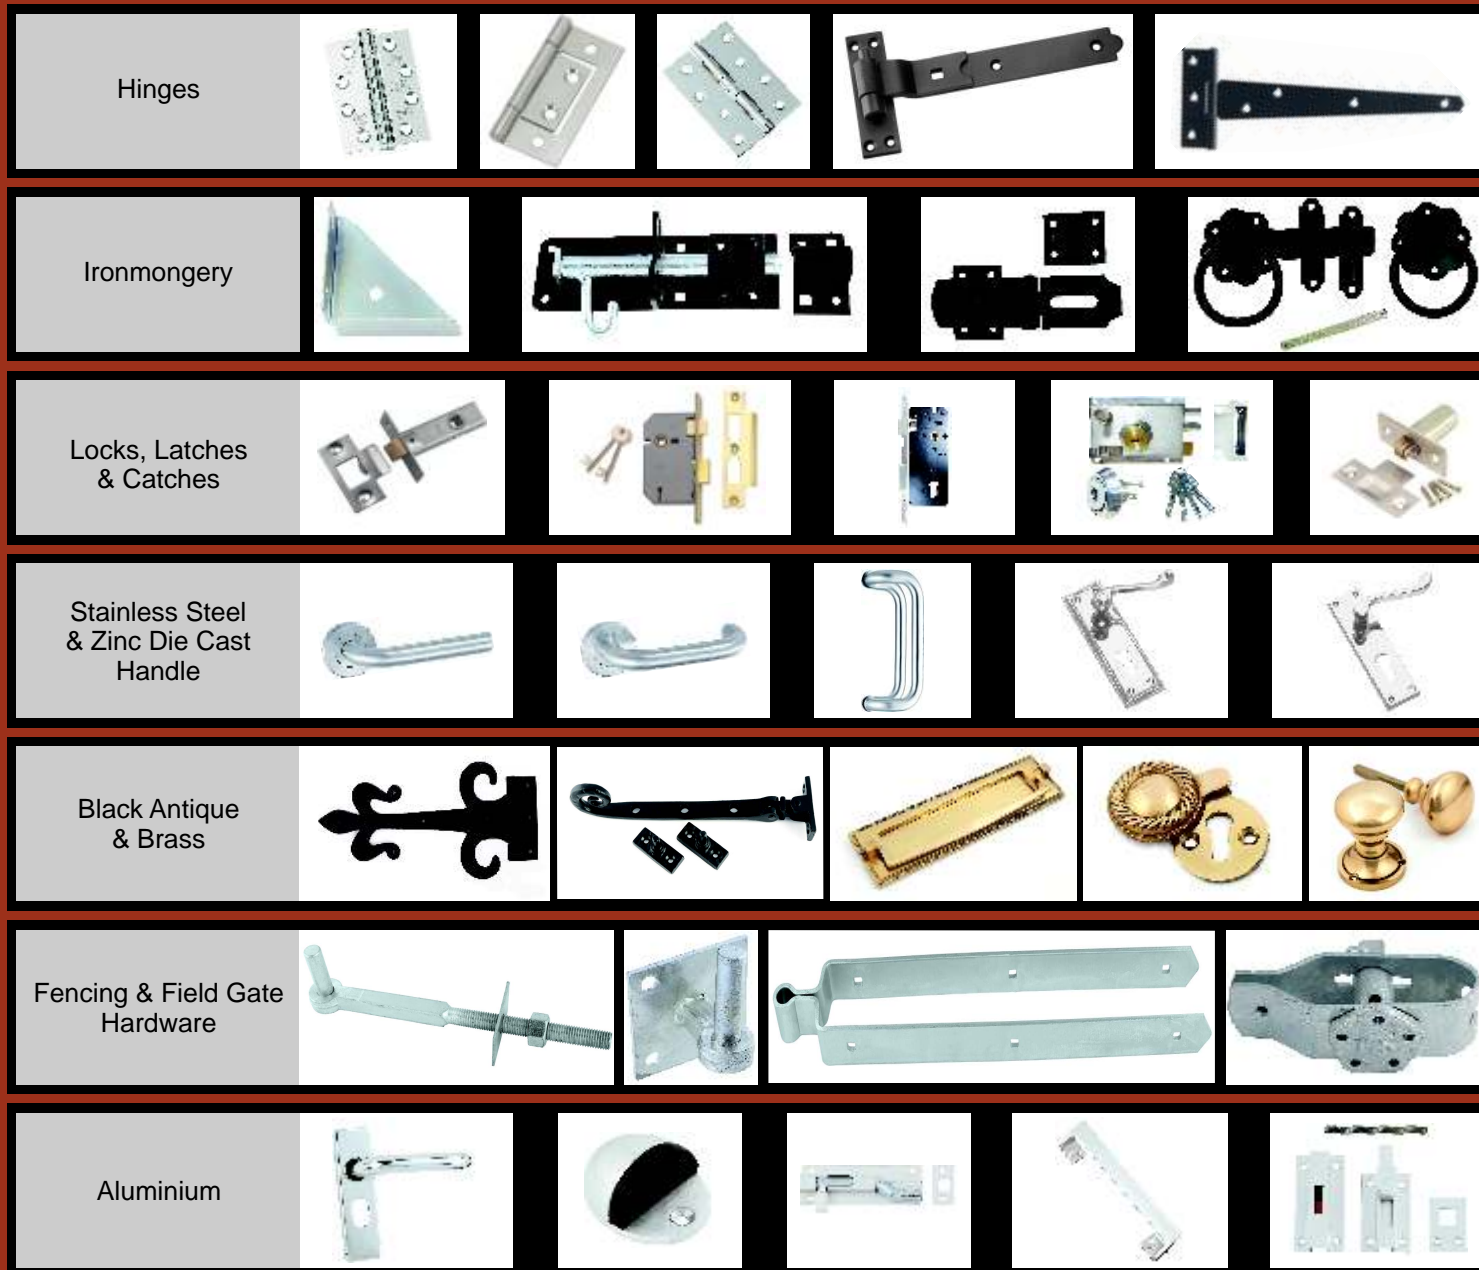 Hinges
Ironmongery
Locks, Latches
& Catches
Stainless Steel
& Zinc Die Cast
Handle
Black Antique
& Brass
Fencing & Field Gate
Hardware
Aluminium